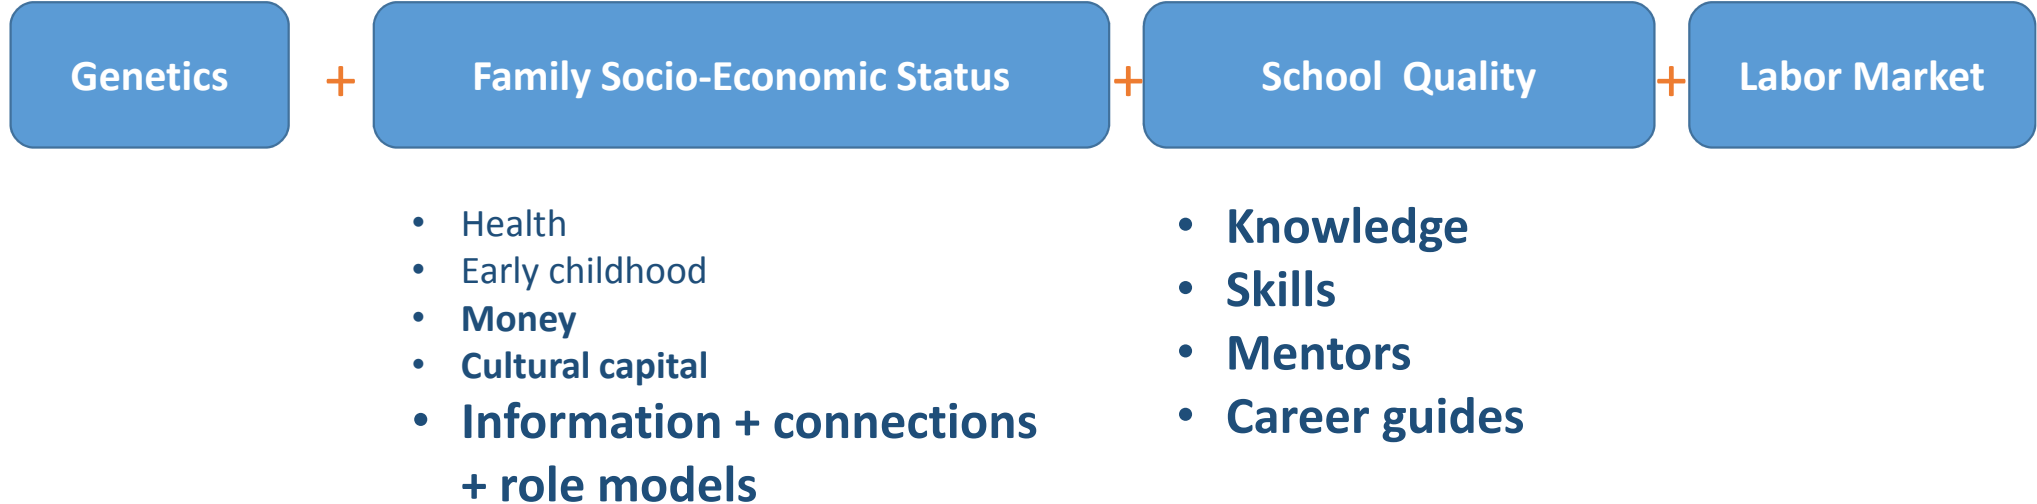 Genetics + Family Socio-Economic Status + School Quality + Labor Market
• Health
• Early childhood
• Money
• Cultural capital
• Information + connections
+ role models
• Knowledge
• Skills
• Mentors
• Career guides